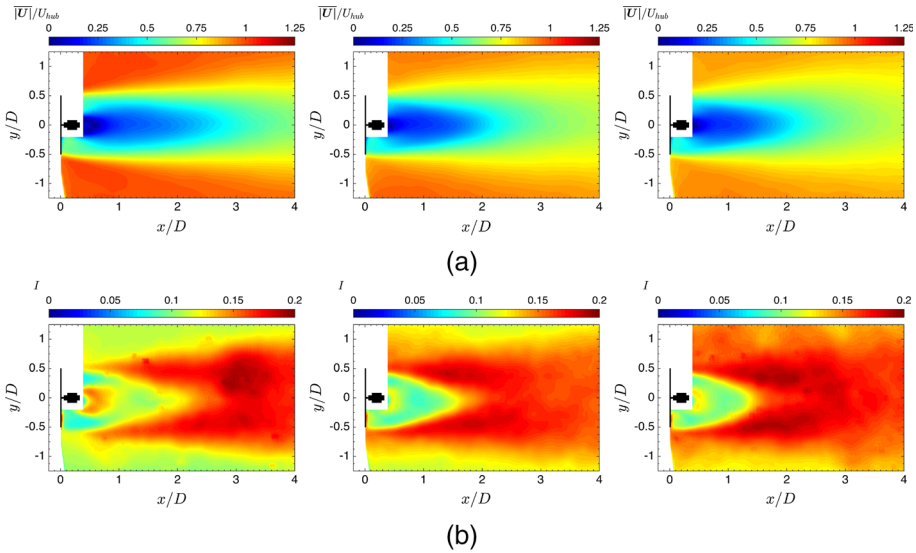 |U|/U_hub |U|/U_hub |U|/U_hub
0 0.25 0.5 0.75 1 1.25 0 0.25 0.5 0.75 1 1.25 0 0.25 0.5 0.75 1 1.25
1 1 1
0.5 0.5 0.5
y/D 0 y/D 0 y/D 0
-0.5 -0.5 -0.5
-1 -1 -1
0 1 2 3 4 0 1 2 3 4 0 1 2 3 4
x/D x/D x/D
(a)
I I I
0 0.05 0.1 0.15 0.2 0 0.05 0.1 0.15 0.2 0 0.05 0.1 0.15 0.2
1 1 1
0.5 0.5 0.5
y/D 0 y/D 0 y/D 0
-0.5 -0.5 -0.5
-1 -1 -1
0 1 2 3 4 0 1 2 3 4 0 1 2 3 4
x/D x/D x/D
(b)